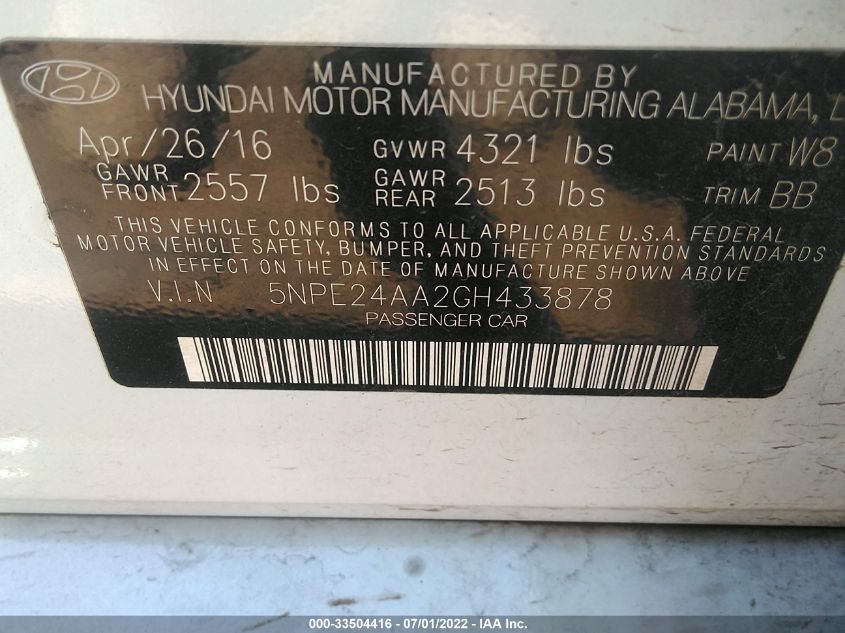 MANUFACTURED BY
HYUNDAI MOTOR MANUFACTURING ALABAMA, L
Apr/26/16 GVWR 4321 lbs PAINT W8
GAWR FRONT 2557 lbs GAWR REAR 2513 lbs TRIM BB
THIS VEHICLE CONFORMS TO ALL APPLICABLE U.S.A. FEDERAL
MOTOR VEHICLE SAFETY, BUMPER, AND THEFT PREVENTION STANDARDS
IN EFFECT ON THE DATE OF MANUFACTURE SHOWN ABOVE.
V.I.N 5NPE24AA2GH433878
PASSENGER CAR
000-33504416 - 07/01/2022 - IAA Inc.